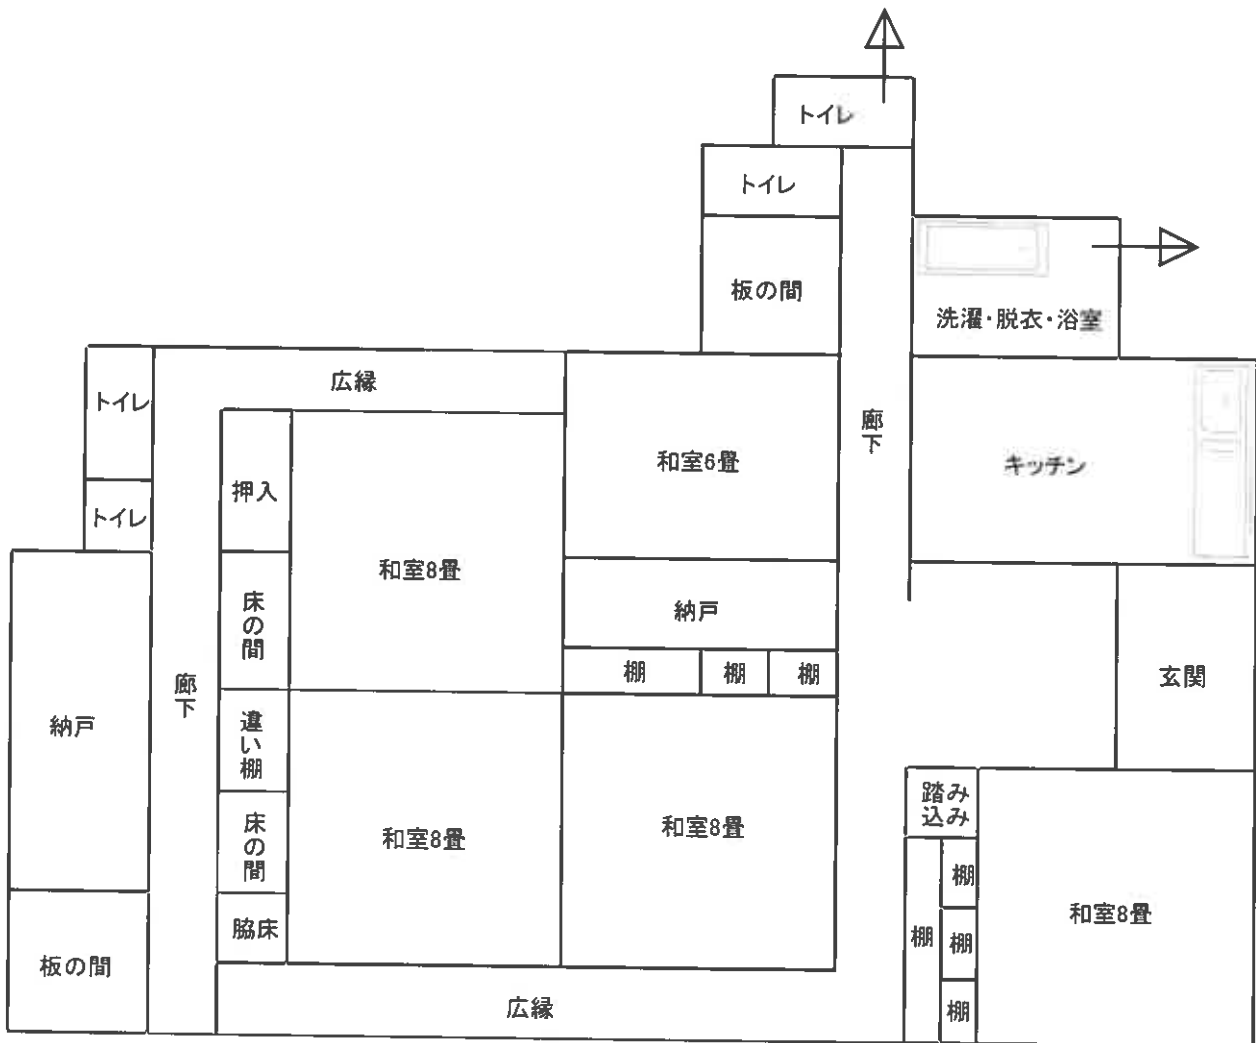 トイレ
トイレ
板の間
洗濯・脱衣・浴室
広縁
トイレ
廊下
和室6畳
キッチン
押入
トイレ
和室8畳
床の間
納戸
棚
棚
棚
玄関
廊下
納戸
違い棚
踏み
込み
和室8畳
和室8畳
床の間
棚
和室8畳
脇床
棚
棚
板の間
広縁
棚